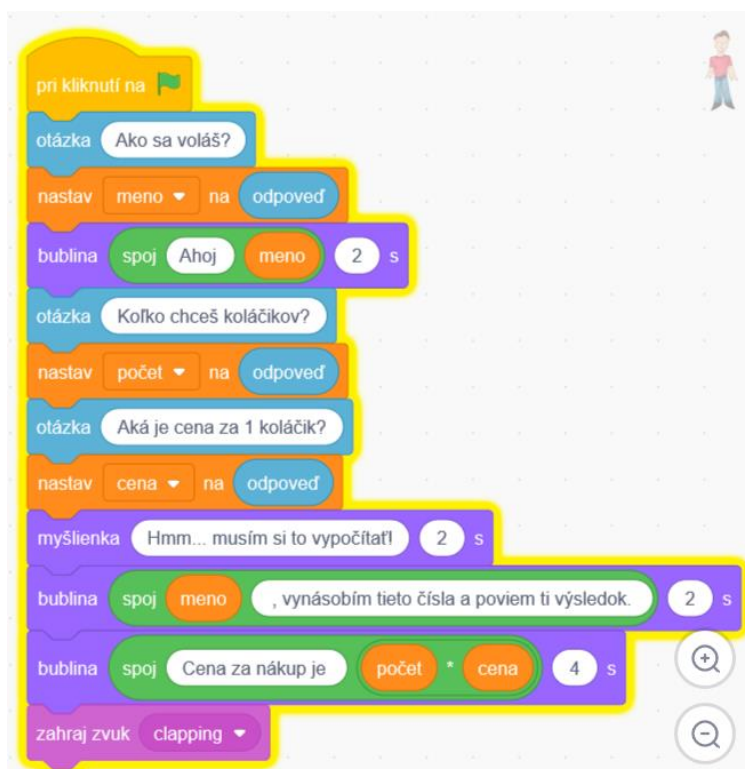 pri kliknutí na
otázka Ako sa voláš?
nastav meno na odpoveď
bublina spoj Ahoj meno 2 s
otázka Koľko chceš koláčikov?
nastav počet na odpoveď
otázka Aká je cena za 1 koláčik?
nastav cena na odpoveď
myšlienka Hmm... musím si to vypočítať! 2 s
bublina spoj meno , vynásobím tieto čísla a poviem ti výsledok. 2 s
bublina spoj Cena za nákup je počet * cena 4 s
zahraj zvuk clapping